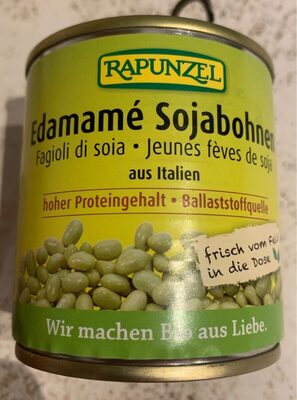 RAPUNZEL
Edamamé Sojabohnen
Fagioli di soia • Jeunes fèves de soja
aus Italien
hoher Proteingehalt • Ballaststoffquelle
frisch vom Feld
in die Dose
Wir machen Bio aus Liebe.